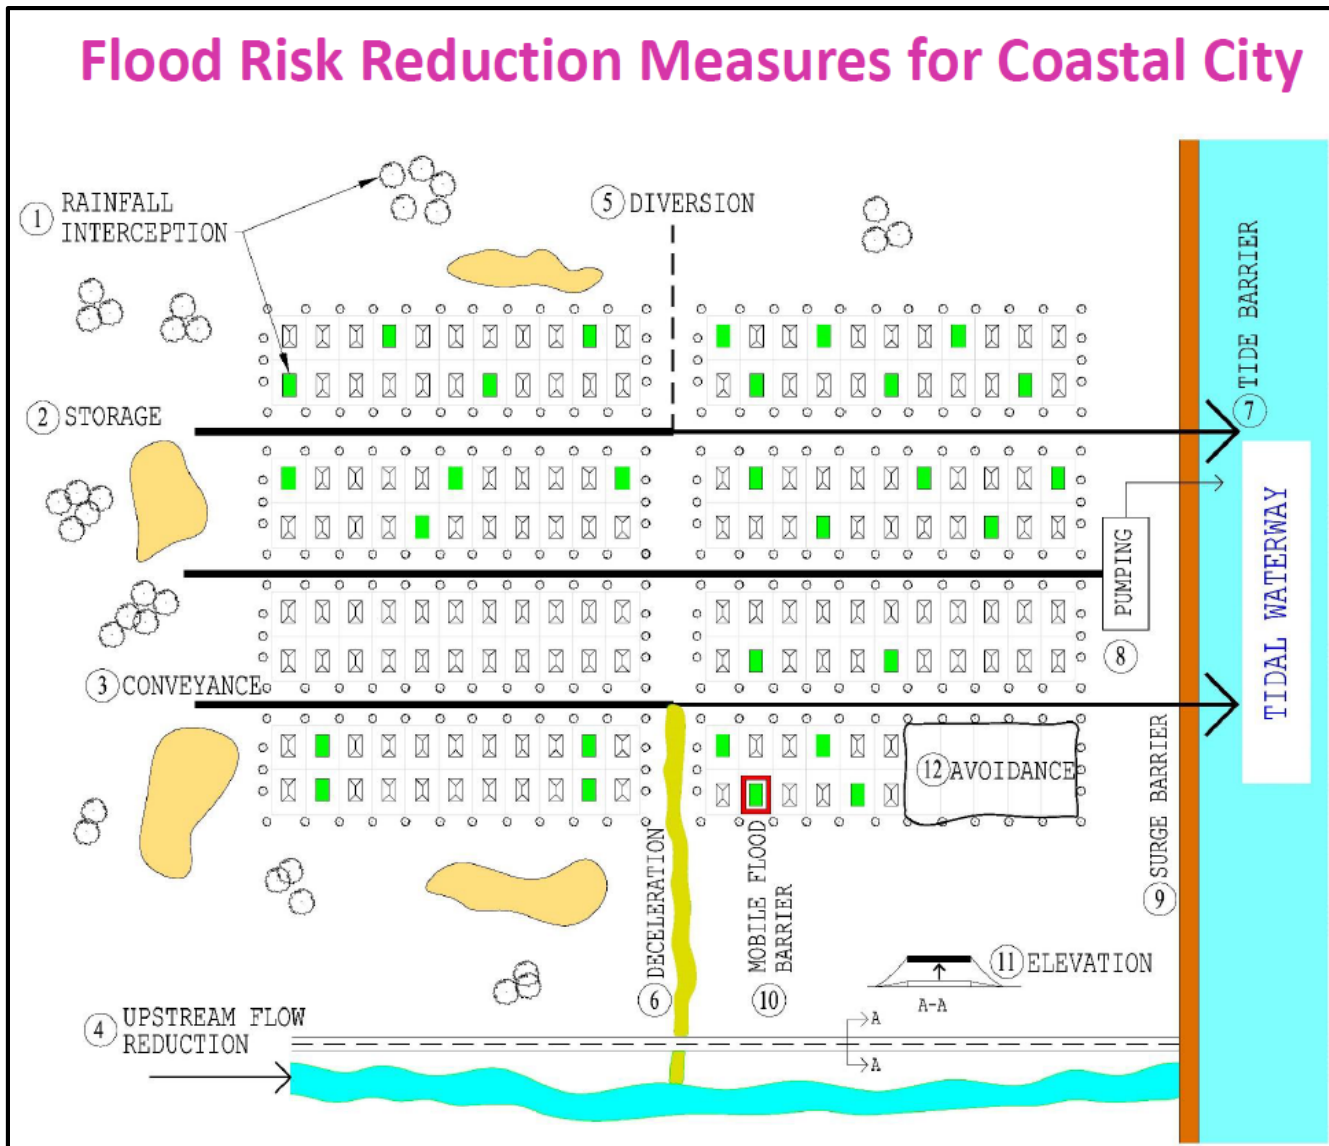 Flood Risk Reduction Measures for Coastal City
1 RAINFALL
INTERCEPTION
5 DIVERSION
7 TIDE BARRIER
2 STORAGE
TIDAL WATERWAY
PUMPING
8
3 CONVEYANCE
12 AVOIDANCE
9 SURGE BARRIER
6 DECELERATION
10 MOBILE FLOOD
BARRIER
11 ELEVATION
A-A
4 UPSTREAM FLOW
REDUCTION
A
A